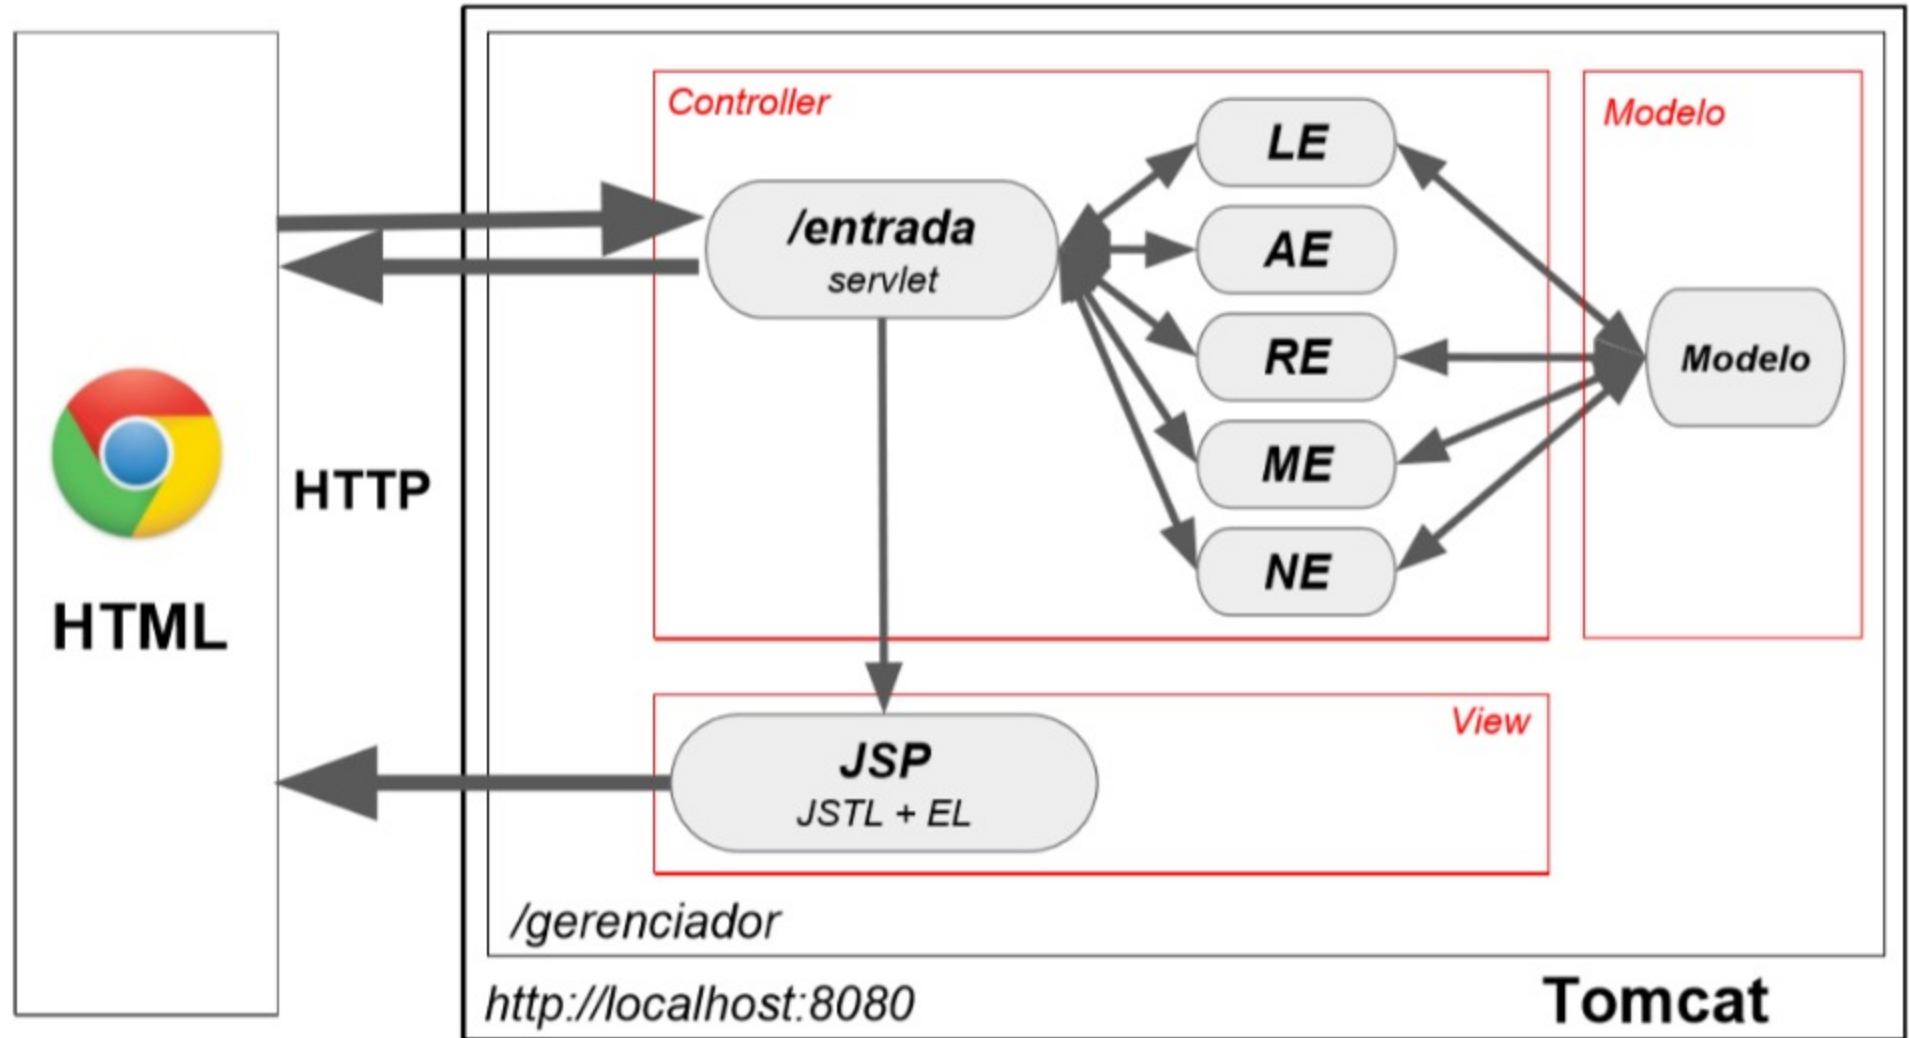 Controller
Modelo
LE
/entrada
servlet
AE
RE
Modelo
ME
HTTP
NE
HTML
View
JSP
JSTL + EL
/gerenciador
http://localhost:8080
Tomcat